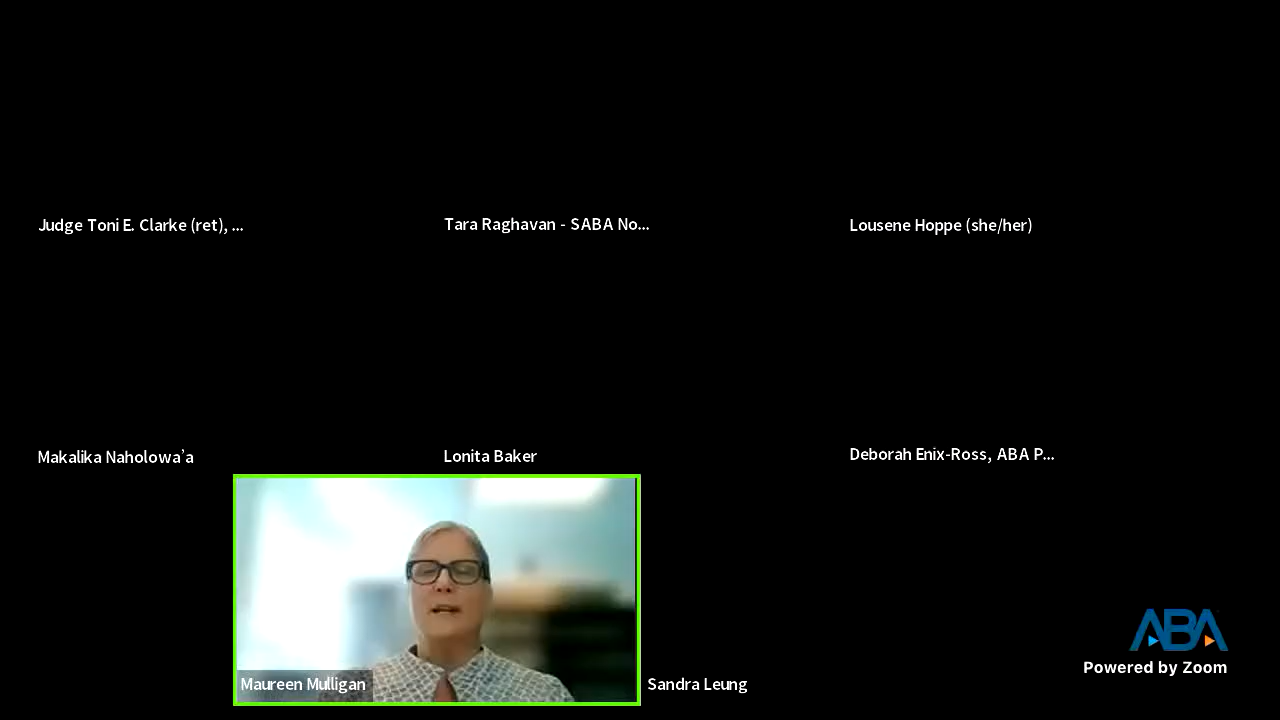 Judge Toni E. Clarke (ret), ...
Tara Raghavan - SABA No...
Lousene Hoppe (she/her)
Makalika Naholowa'a
Lonita Baker
Deborah Enix-Ross, ABA P...
Maureen Mulligan
Sandra Leung
ABA
Powered by Zoom